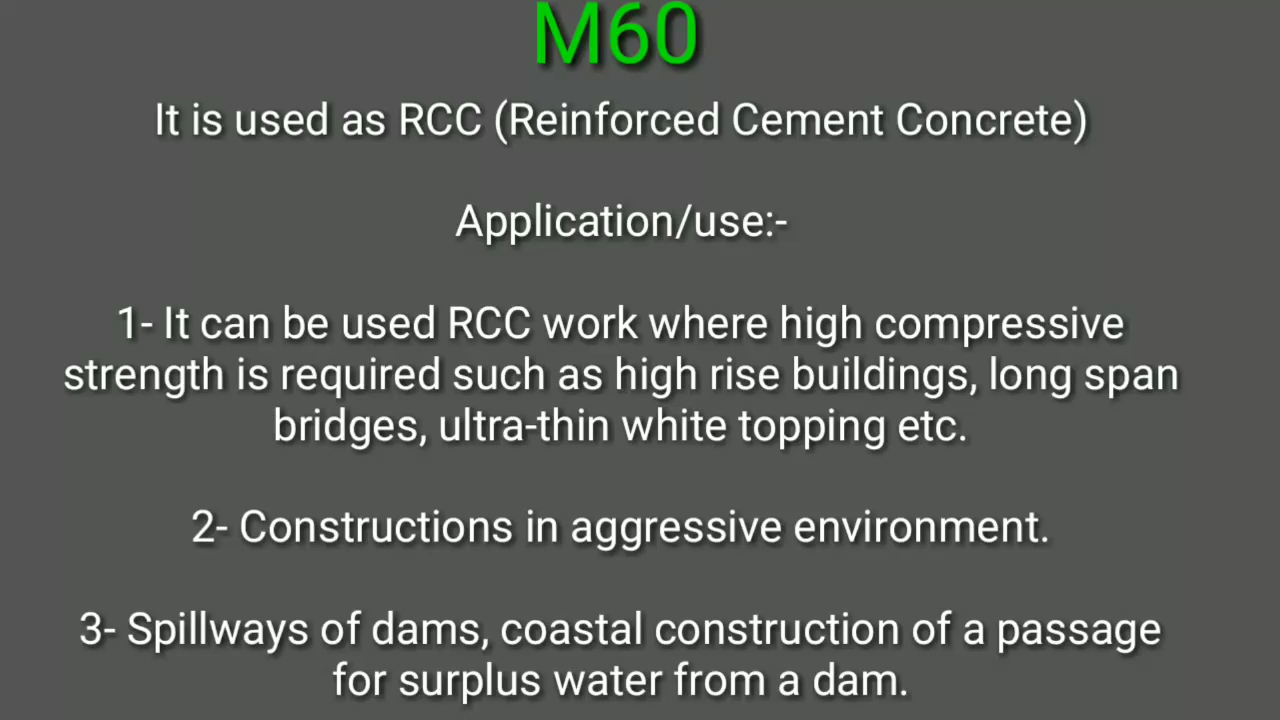 M60
It is used as RCC (Reinforced Cement Concrete)
Application/use:-
1- It can be used RCC work where high compressive
strength is required such as high rise buildings, long span
bridges, ultra-thin white topping etc.
2- Constructions in aggressive environment.
3- Spillways of dams, coastal construction of a passage
for surplus water from a dam.